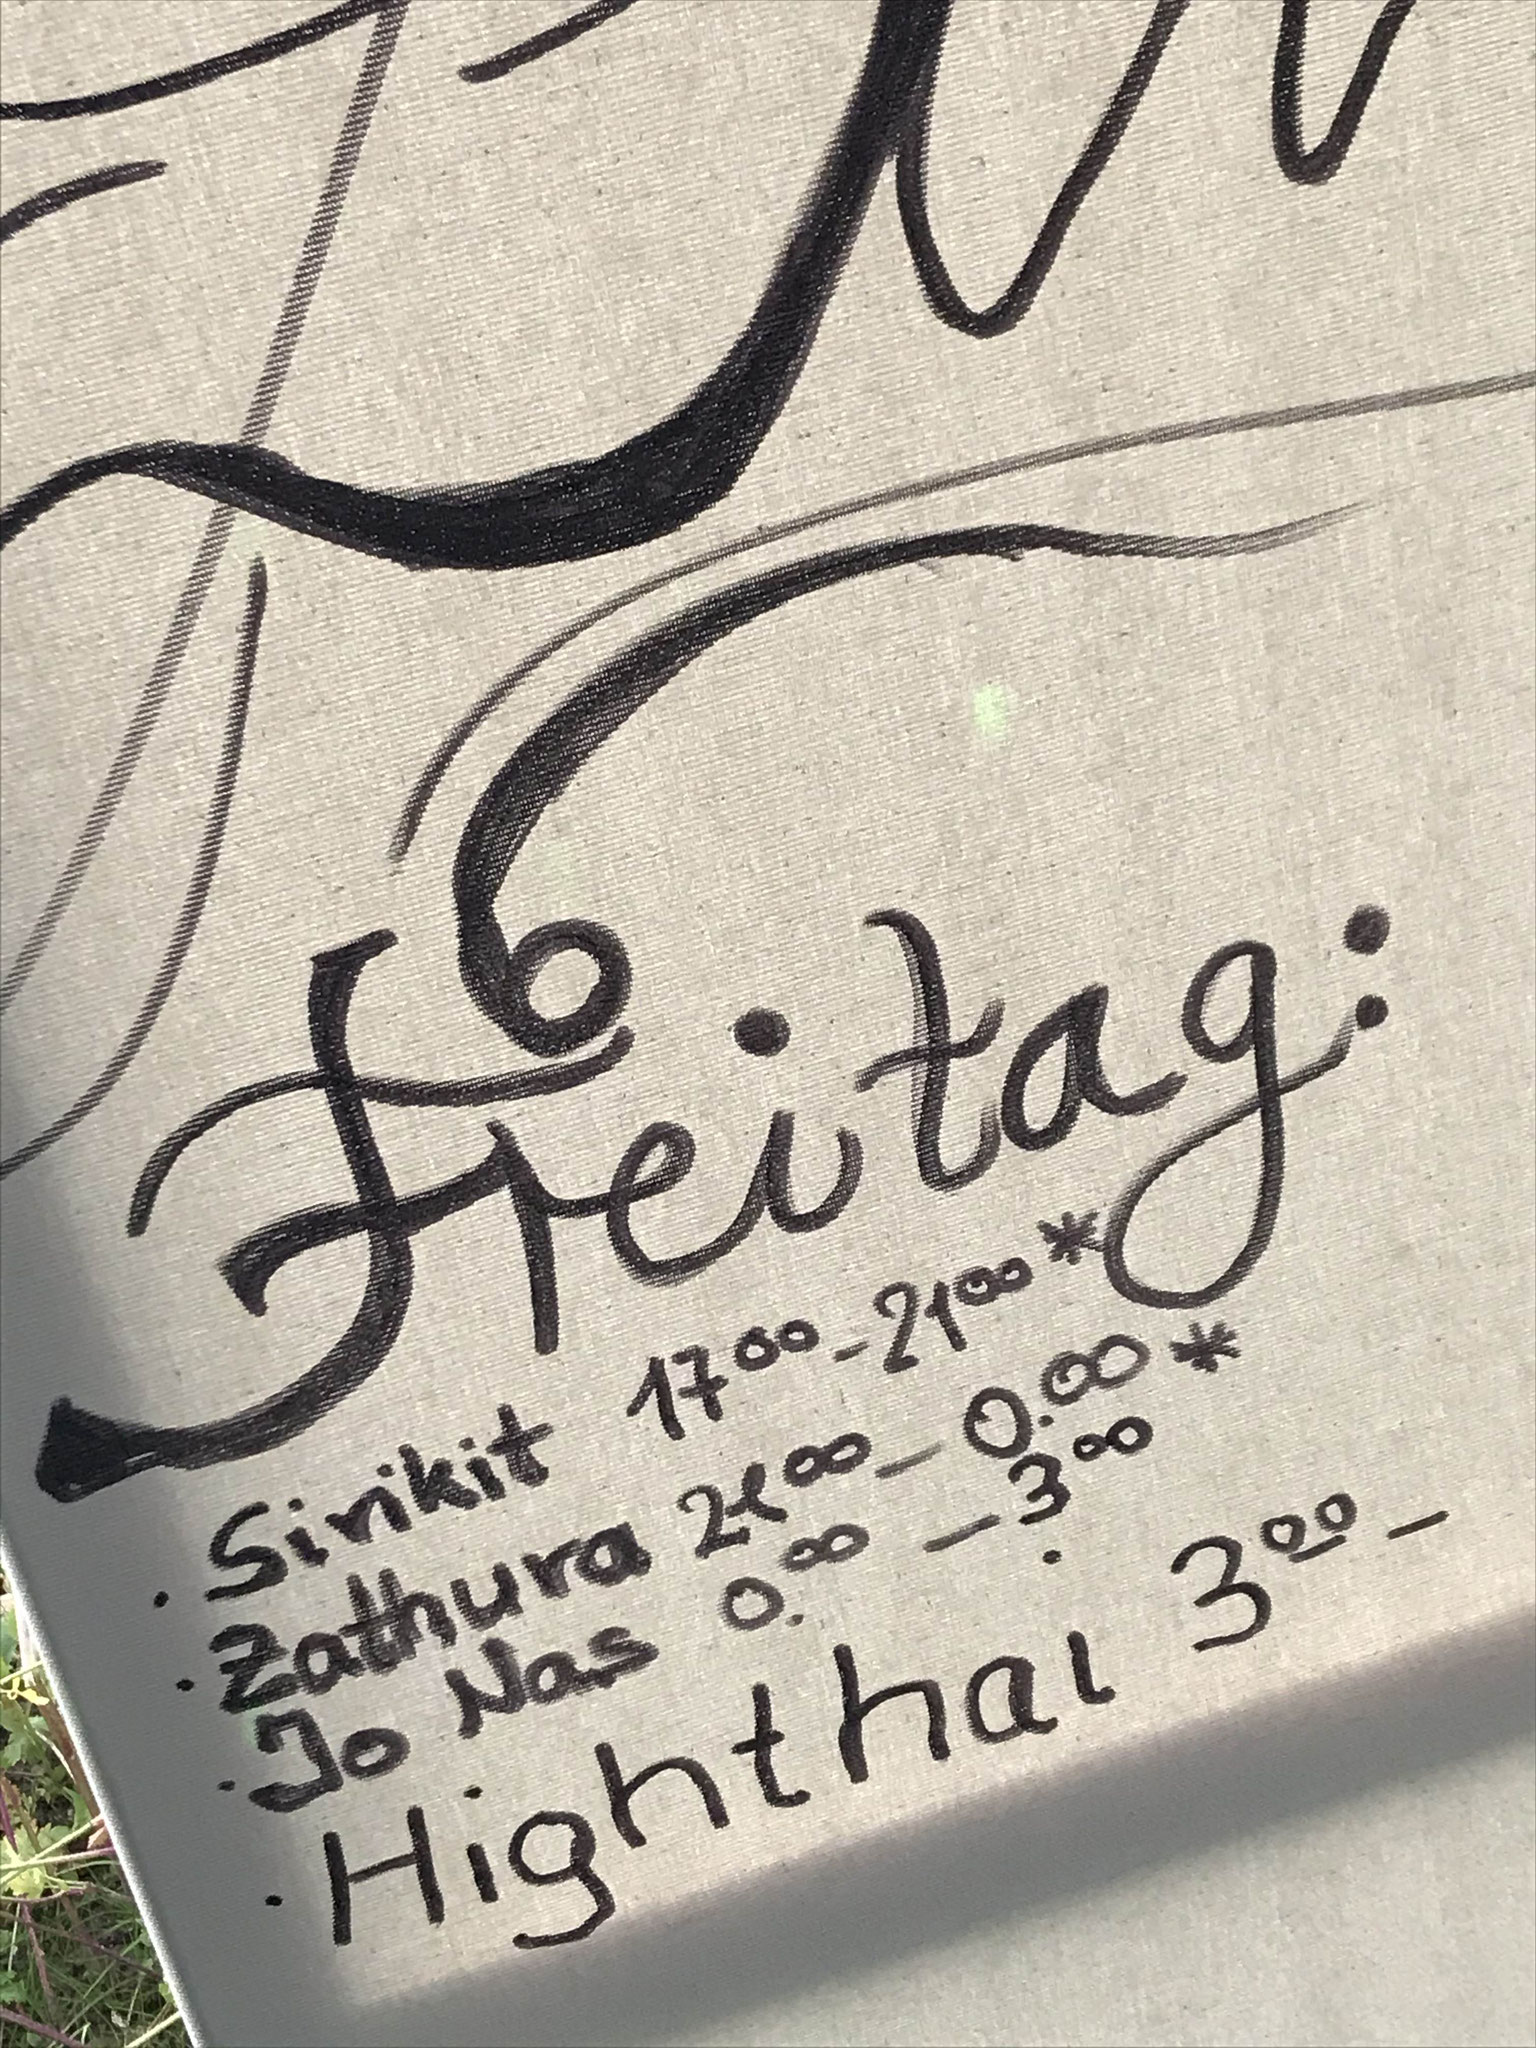 Freitag:
· Sirikit 17⁰⁰-21⁰⁰*
· Zathura 21⁰⁰-0.00*
· Jo Nas 0.⁰⁰ - 3⁰⁰
· Highthai 3⁰⁰ -